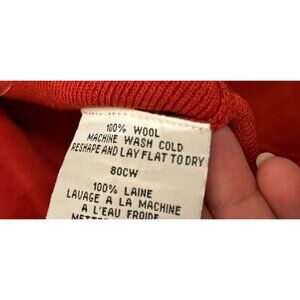 100% WOOL
MACHINE WASH COLD
RESHAPE AND LAY FLAT TO DRY
80CW
100% LAINE
LAVAGE A LA MACHINE
A L'EAU FROIDE